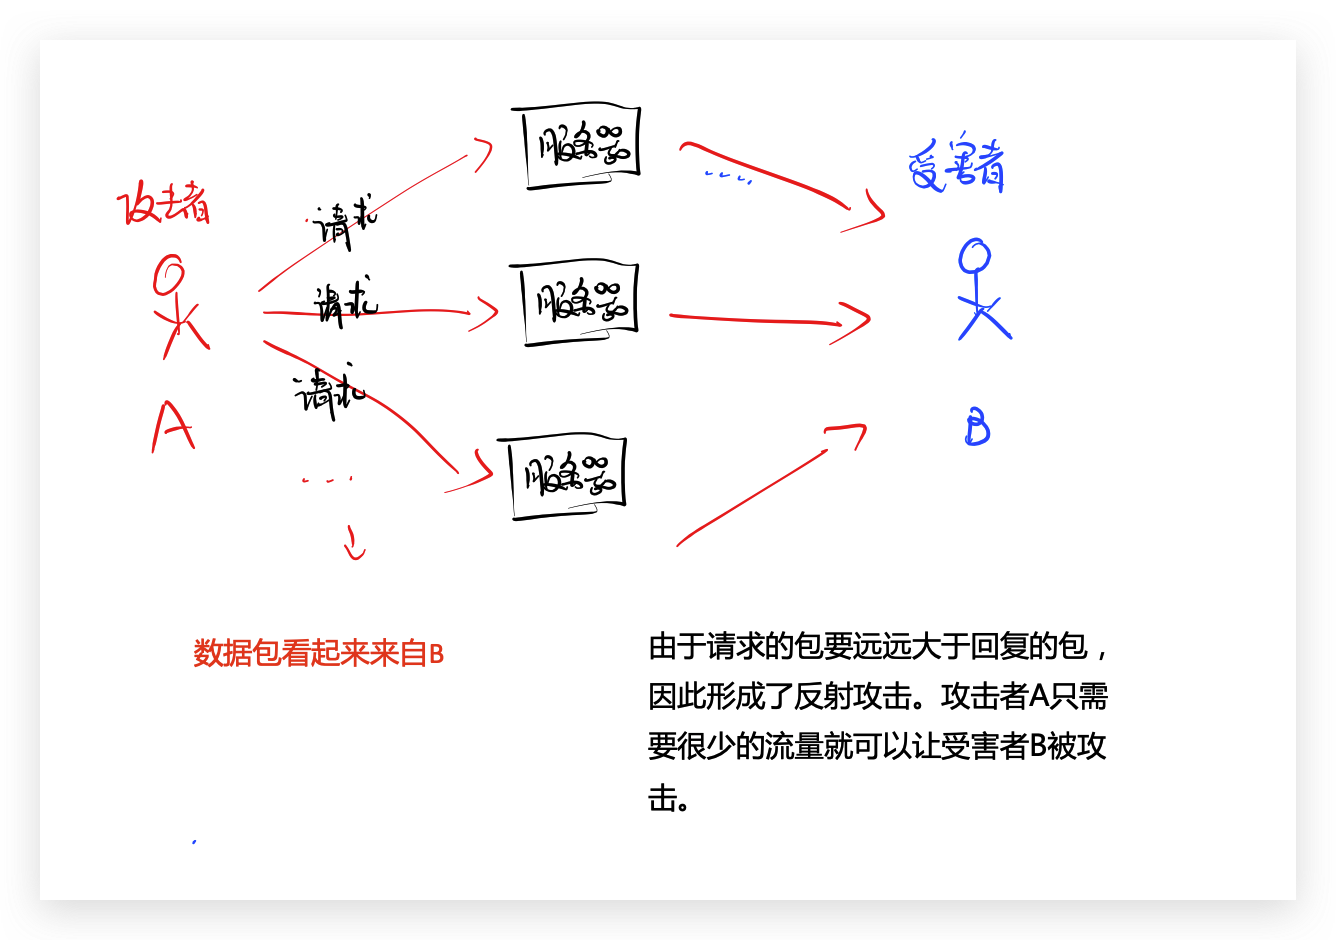 服务器
受害者
攻击者
请求
请求
服务器
请求
服务器
A
B
...
数据包看起来来自B
由于请求的包要远远大于回复的包，
因此形成了反射攻击。攻击者A只需
要很少的流量就可以让受害者B被攻
击。